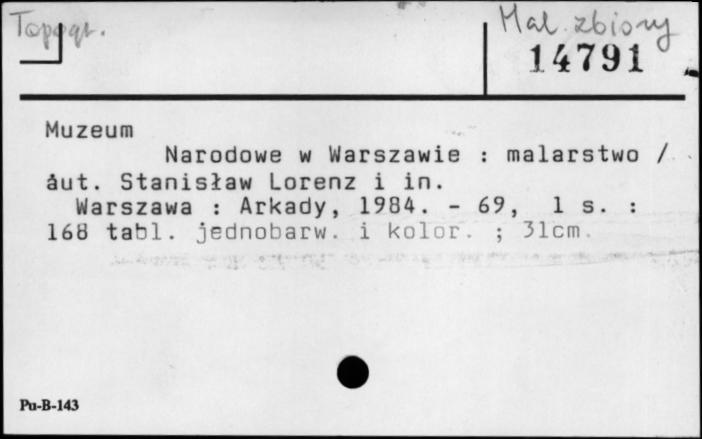 Topogr.
Mal. zbiory
14791
Muzeum
Narodowe w Warszawie : malarstwo /
aut. Stanisław Lorenz i in.
Warszawa : Arkady, 1984. - 69, 1 s. :
168 tabl. jednobarw. i kolor. ; 31cm.
Pu-B-143